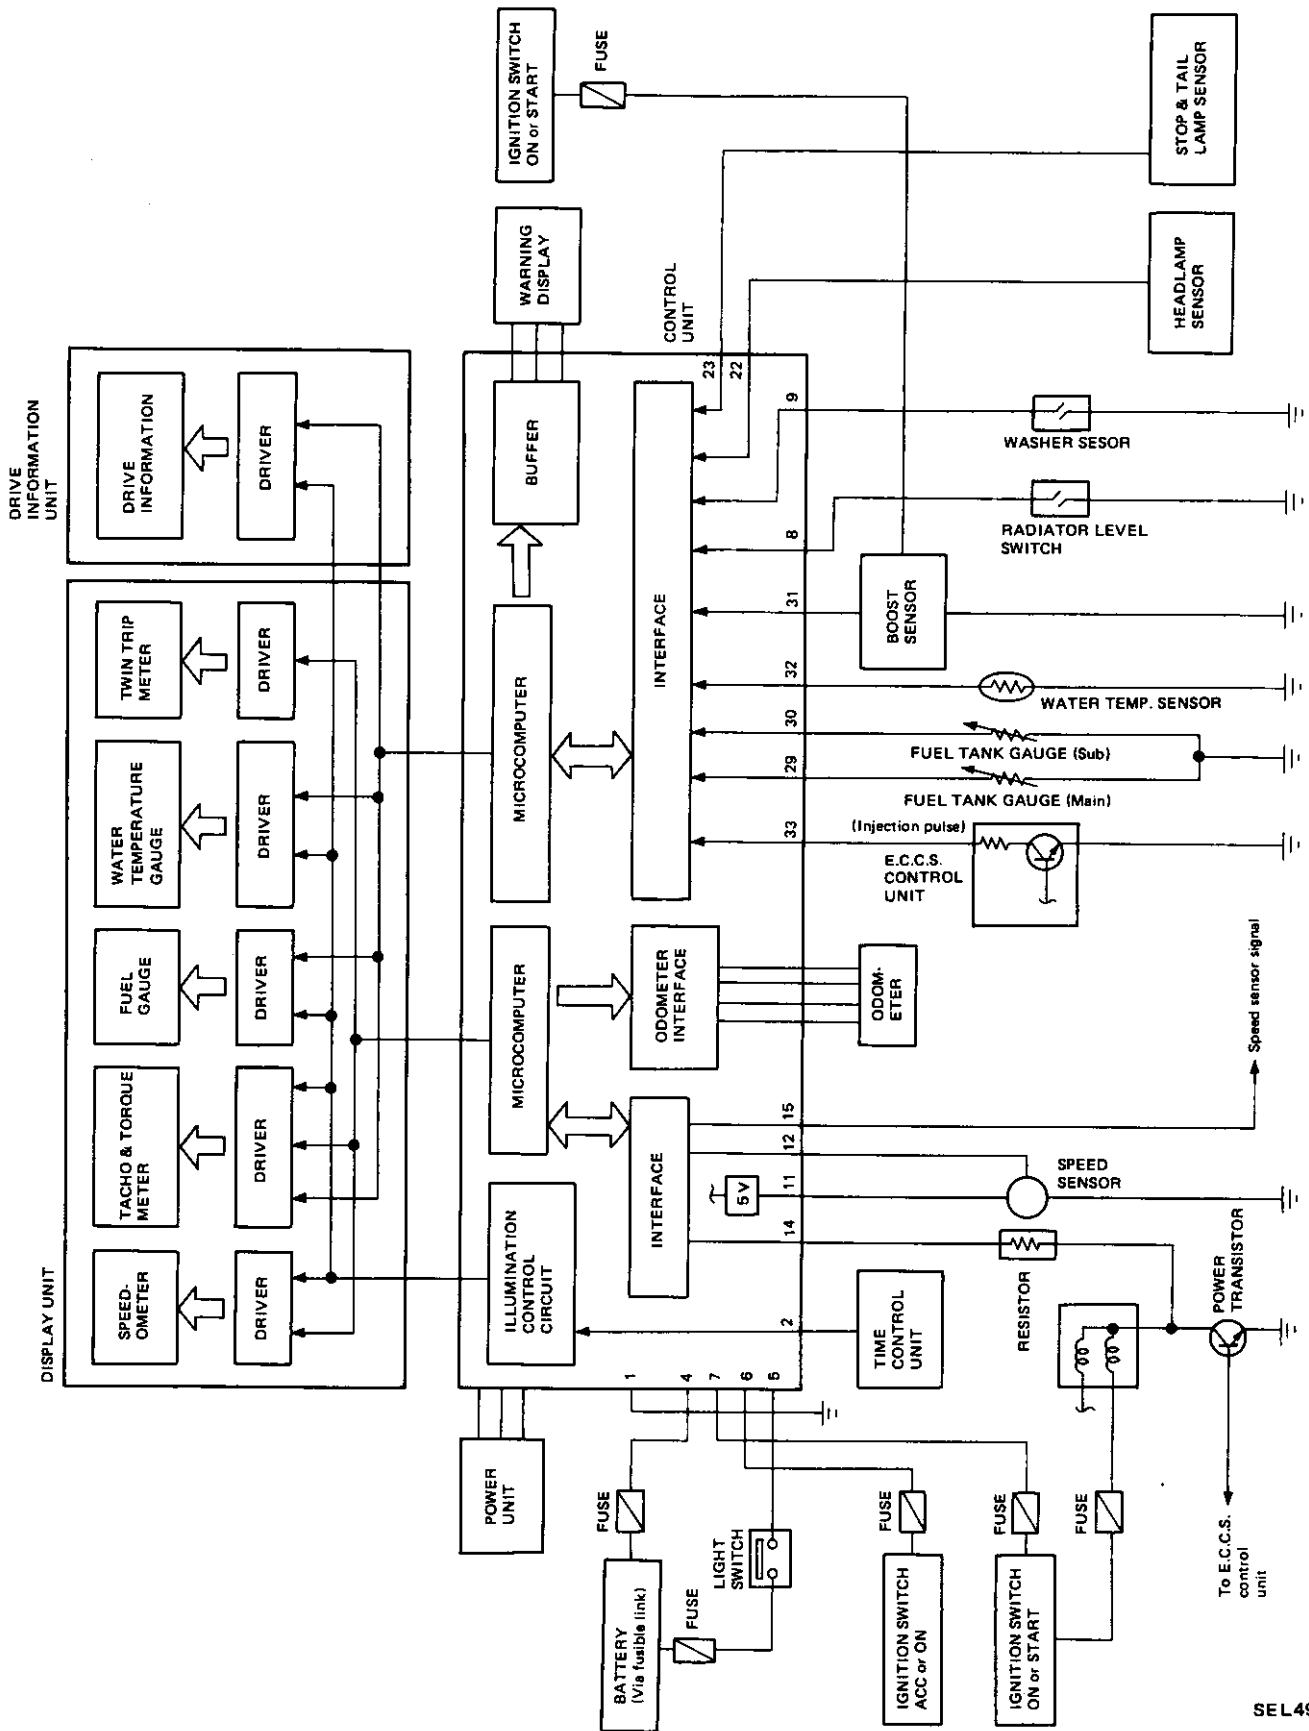 DISPLAY UNIT
SPEED-
OMETER
DRIVER
TACHO & TORQUE
METER
DRIVER
FUEL
GAUGE
DRIVER
WATER
TEMPERATURE
GAUGE
DRIVER
TWIN TRIP
METER
DRIVER
DRIVE
INFORMATION
UNIT
DRIVE
INFORMATION
DRIVER
POWER
UNIT
ILLUMINATION
CONTROL
CIRCUIT
MICROCOMPUTER
MICROCOMPUTER
BUFFER
WARNING
DISPLAY
IGNITION SWITCH
ON or START
FUSE
INTERFACE
ODOMETER
INTERFACE
INTERFACE
CONTROL
UNIT
5 V
1
4
7
6
5
2
14
11
12
15
33
29
30
32
31
8
9
22
23
BATTERY
(Via fusible link)
FUSE
FUSE
LIGHT
SWITCH
TIME
CONTROL
UNIT
ODOM-
ETER
(Injection pulse)
E.C.C.S.
CONTROL
UNIT
FUEL TANK GAUGE (Main)
FUEL TANK GAUGE (Sub)
WATER TEMP. SENSOR
BOOST
SENSOR
RADIATOR LEVEL
SWITCH
WASHER SESOR
HEADLAMP
SENSOR
STOP & TAIL
LAMP SENSOR
IGNITION SWITCH
ACC or ON
FUSE
IGNITION SWITCH
ON or START
FUSE
FUSE
RESISTOR
SPEED
SENSOR
POWER
TRANSISTOR
To E.C.C.S.
control
unit
Speed sensor signal